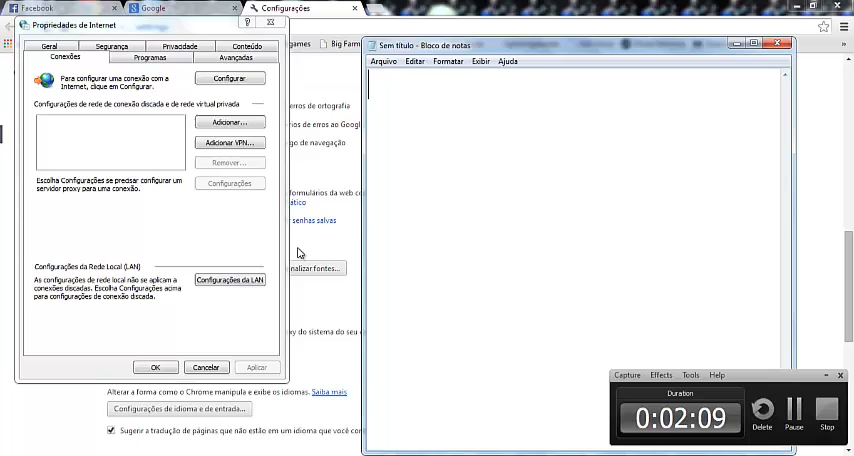 Facebook
Google
Configurações
Propriedades de Internet
Geral
Segurança
Privacidade
Conteúdo
Conexões
Programas
Avançadas
Para configurar uma conexão com a
Internet, clique em Configurar.
Configurar
Configurações de rede de conexão discada e de rede virtual privada
Adicionar...
Adicionar VPN...
Remover...
Configurações
Escolha Configurações se precisar configurar um
servidor proxy para uma conexão.
Configurações da Rede Local (LAN)
As configurações de rede local não se aplicam a
conexões discadas. Escolha Configurações acima
para configurações de conexão discada.
Configurações da LAN
OK
Cancelar
Aplicar
games
Big Farm
erros de ortografia
ios de erros ao Google
go de navegação
formulários da web co
ático
r senhas salvas
nalizar fontes...
xy do sistema do seu c
Alterar a forma como o Chrome manipula e exibe os idiomas. Saiba mais
Configurações de idioma e de entrada...
Sugerir a tradução de páginas que não estão em um idioma que você con
Sem título - Bloco de notas
Arquivo Editar Formatar Exibir Ajuda
Capture Effects Tools Help
Duration
0:02:09
Delete
Pause
Stop